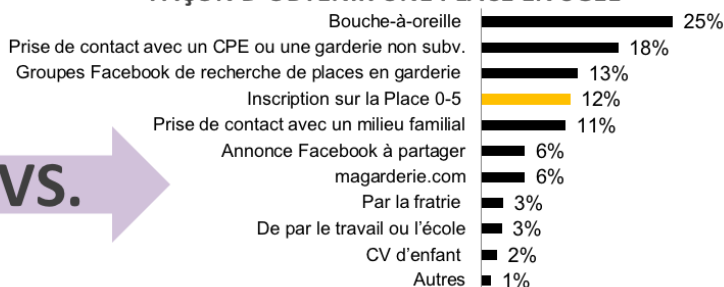 Bouche-à-oreille 25%
Prise de contact avec un CPE ou une garderie non subv. 18%
Groupes Facebook de recherche de places en garderie 13%
Inscription sur la Place 0-5 12%
Prise de contact avec un milieu familial 11%
Annonce Facebook à partager 6%
VS.
magarderie.com 6%
Par la fratrie 3%
De par le travail ou l'école 3%
CV d'enfant 2%
Autres 1%